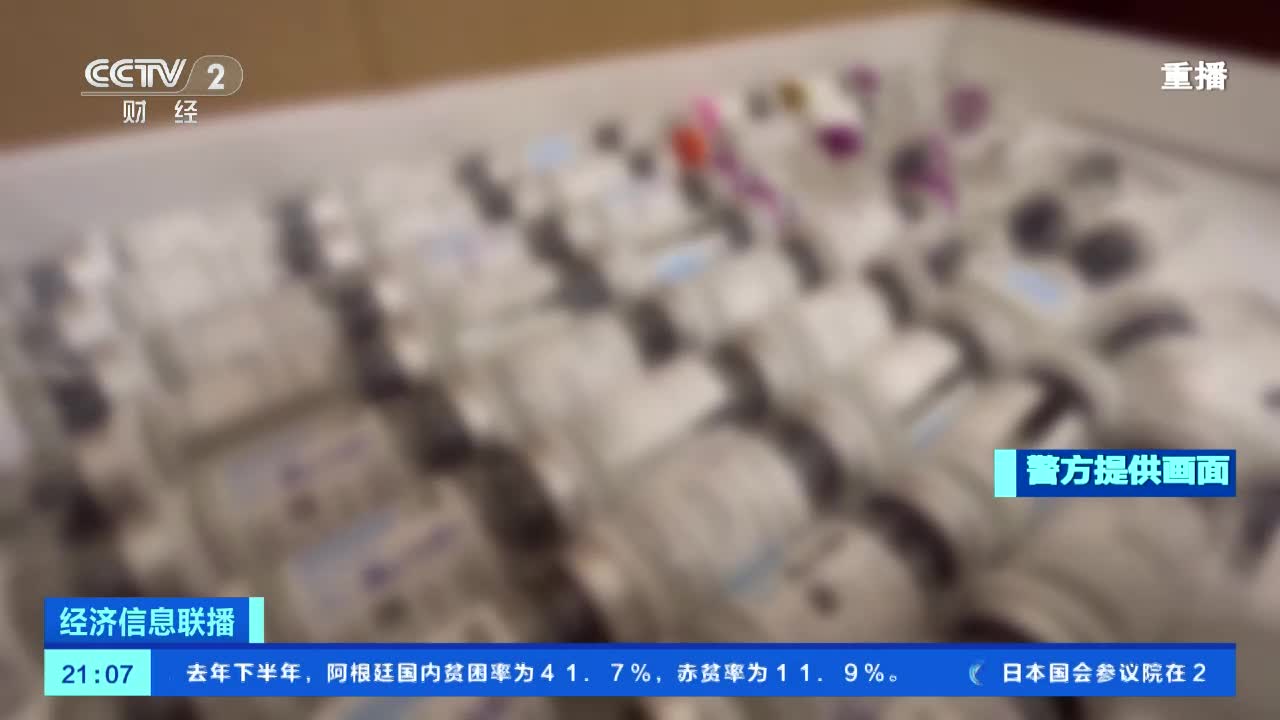 CCTV 2
财 经
重播
警方提供画面
经济信息联播
21:07
去年下半年，阿根廷国内贫困率为41．7%，赤贫率为11．9%。
日本国会参议院在2